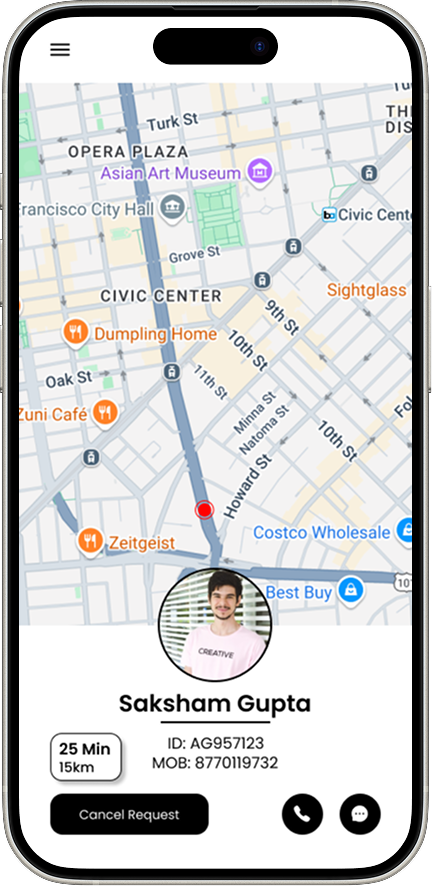 Turk St
OPERA PLAZA
Asian Art Museum
Francisco City Hall
Civic Cent
Grove St
CIVIC CENTER
Sightglass
9th St
Dumpling Home
10th St
Oak St
11th St
Minna St
Natoma St
Zuni Café
10th St
Howard St
Costco Wholesale
Zeitgeist
101
Best Buy
CREATIVE
Saksham Gupta
25 Min
15km
ID: AG957123
MOB: 8770119732
Cancel Request